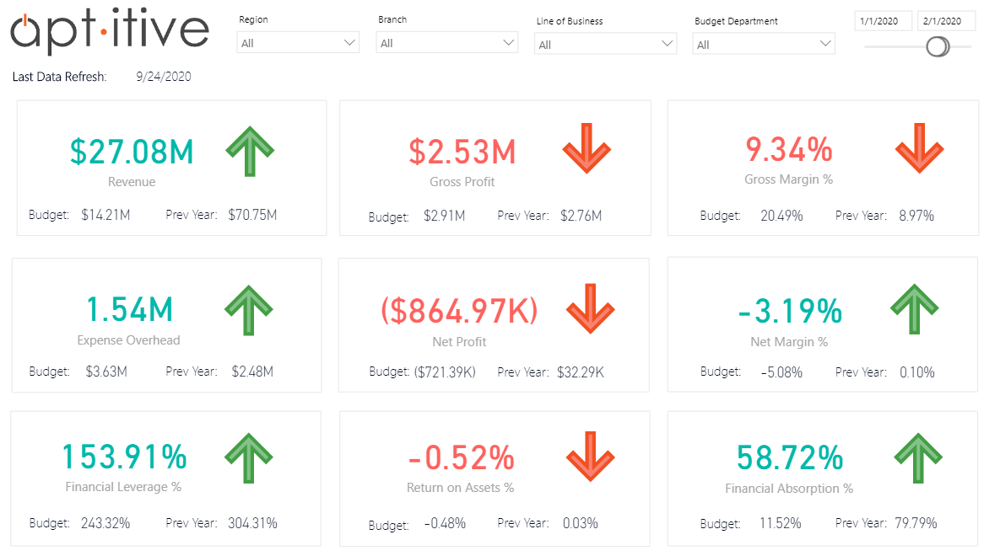 apt·itive
Region
All
Branch
All
Line of Business
All
Budget Department
All
1/1/2020
2/1/2020
Last Data Refresh: 9/24/2020
$27.08M
Revenue
Budget: $14.21M Prev Year: $70.75M
$2.53M
Gross Profit
Budget: $2.91M Prev Year: $2.76M
9.34%
Gross Margin %
Budget: 20.49% Prev Year: 8.97%
1.54M
Expense Overhead
Budget: $3.63M Prev Year: $2.48M
($864.97K)
Net Profit
Budget: ($721.39K) Prev Year: $32.29K
-3.19%
Net Margin %
Budget: -5.08% Prev Year: 0.10%
153.91%
Financial Leverage %
Budget: 243.32% Prev Year: 304.31%
-0.52%
Return on Assets %
Budget: -0.48% Prev Year: 0.03%
58.72%
Financial Absorption %
Budget: 11.52% Prev Year: 79.79%